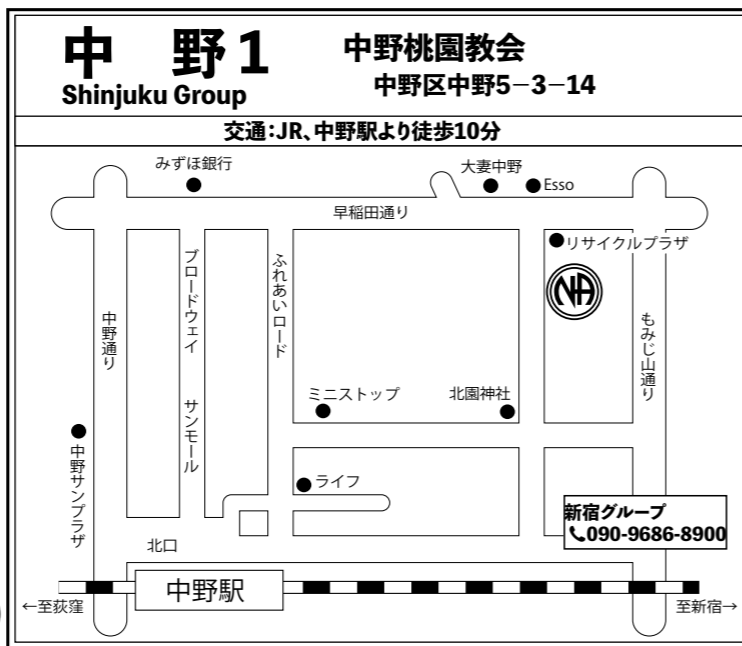 中 野1
Shinjuku Group
中野桃園教会
中野区中野5−3−14
交通:JR、中野駅より徒歩10分
みずほ銀行
大妻中野
Esso
早稲田通り
リサイクルプラザ
NA
中野通り
ブロードウェイ
ふれあいロード
もみじ山通り
サンモール
ミニストップ
北園神社
中野サンプラザ
ライフ
新宿グループ
090-9686-8900
北口
中野駅
←至荻窪
至新宿→